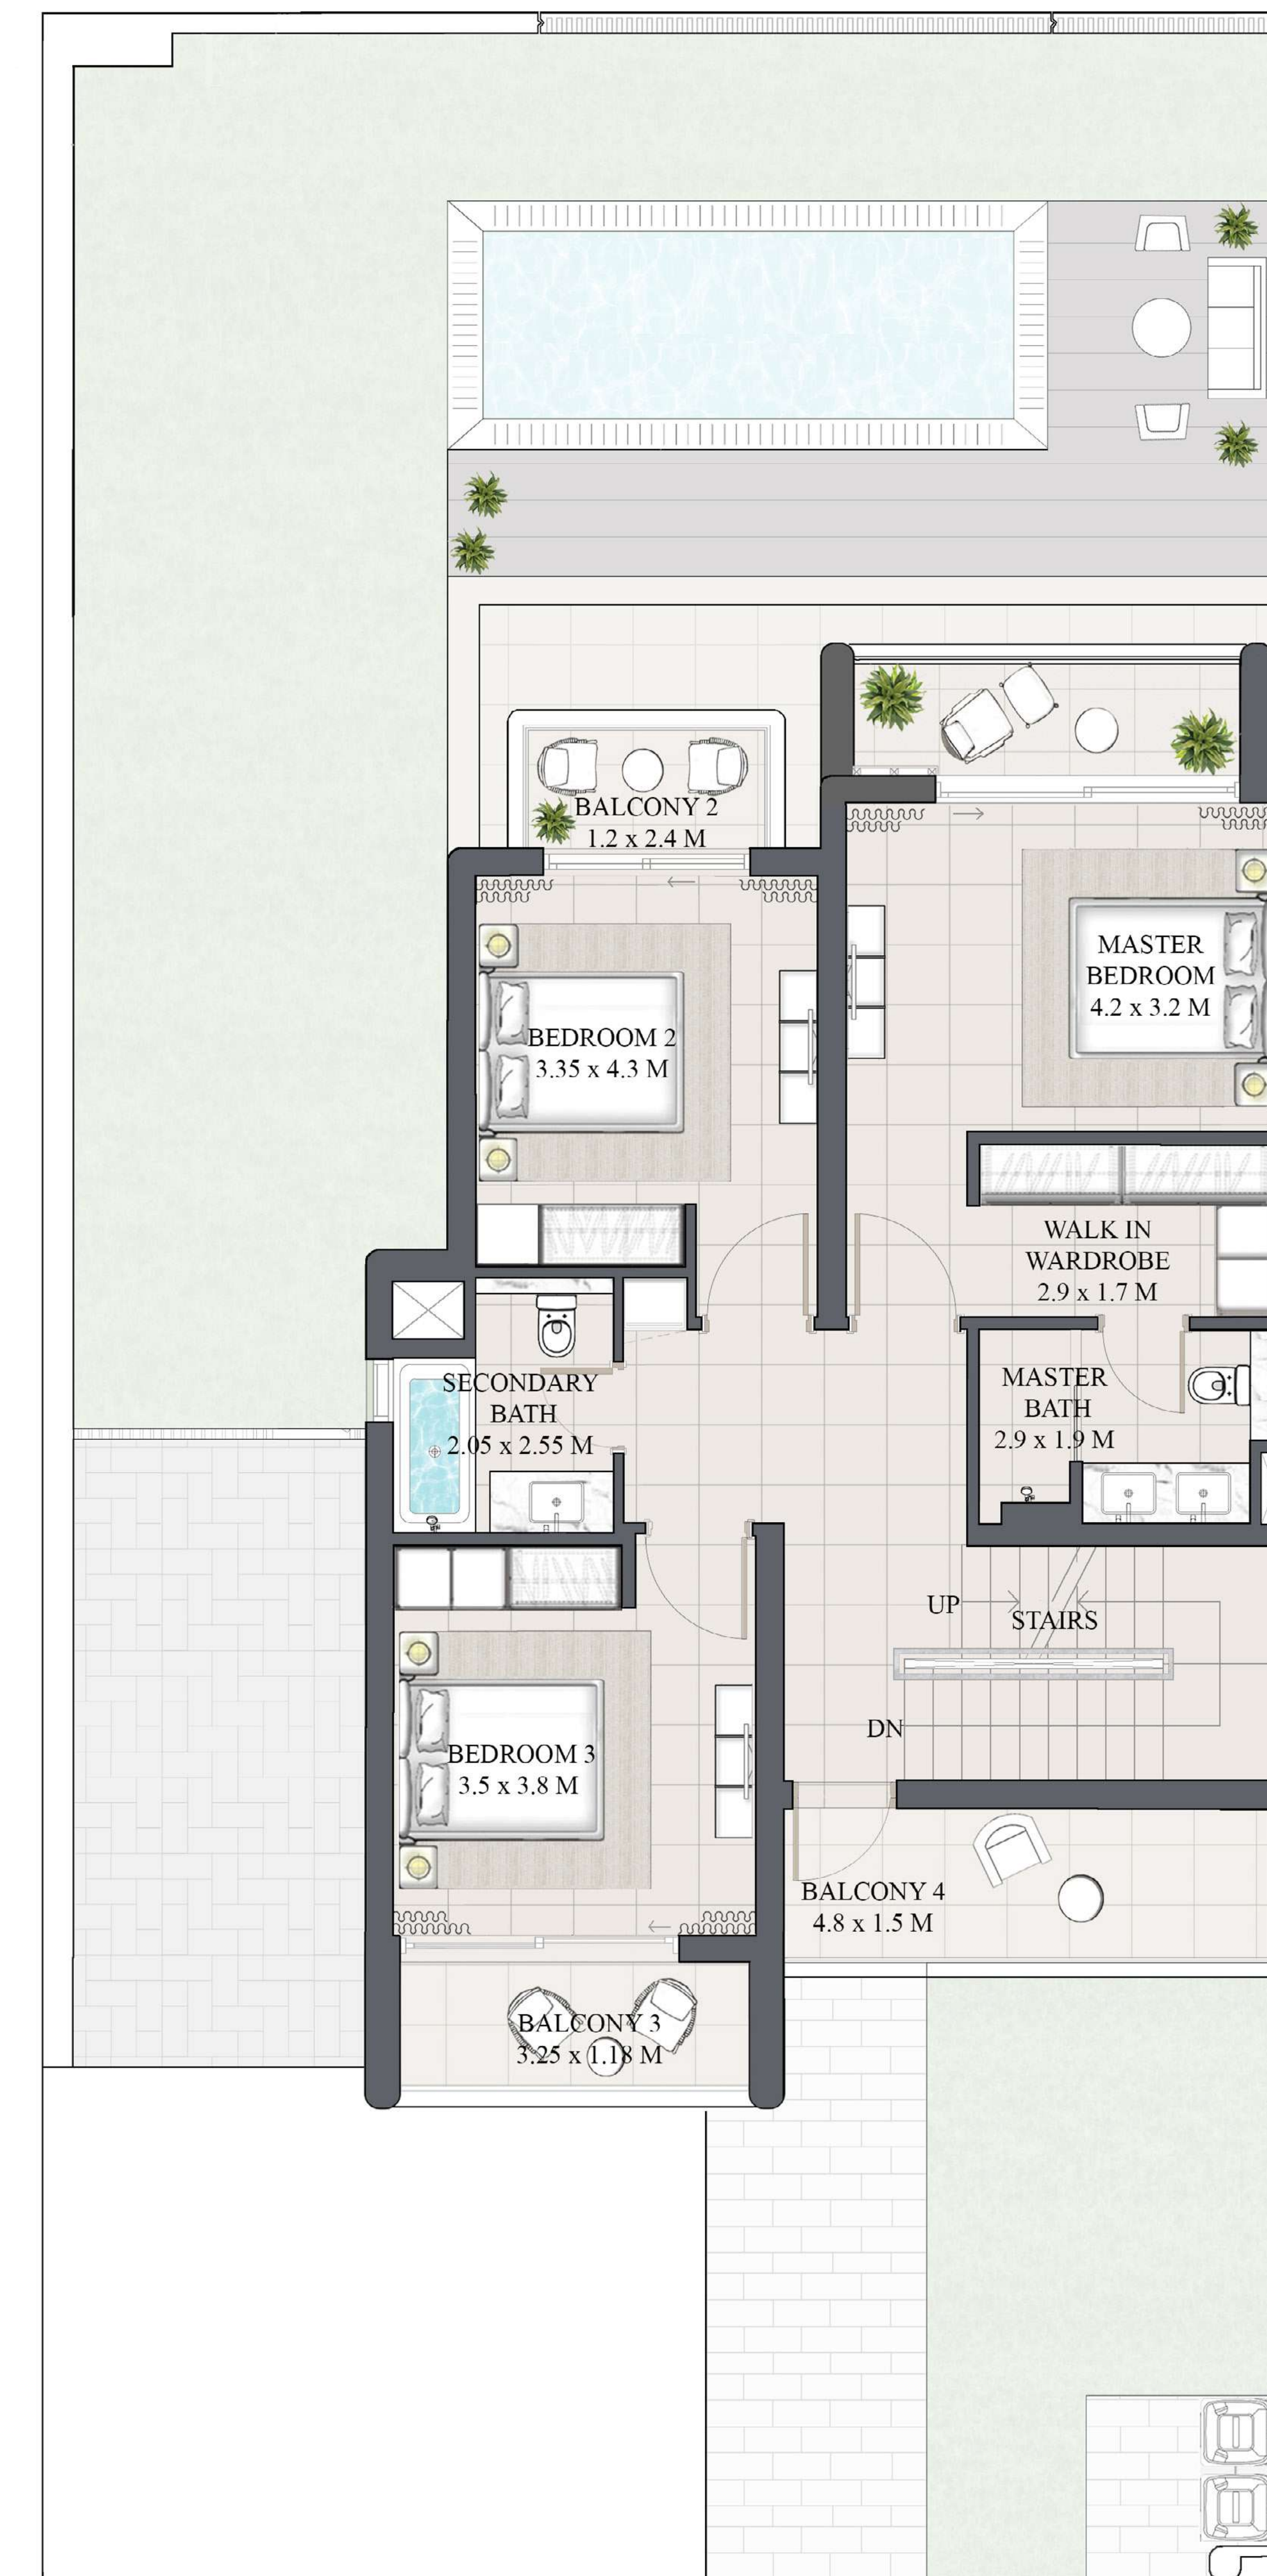 BALCONY 2
1.2 x 2.4 M
MASTER
BEDROOM
4.2 x 3.2 M
BEDROOM 2
3.35 x 4.3 M
WALK IN
WARDROBE
2.9 x 1.7 M
SECONDARY
BATH
2.05 x 2.55 M
MASTER
BATH
2.9 x 1.9 M
UP
STAIRS
DN
BEDROOM 3
3.5 x 3.8 M
BALCONY 4
4.8 x 1.5 M
BALCONY 3
3.25 x 1.18 M